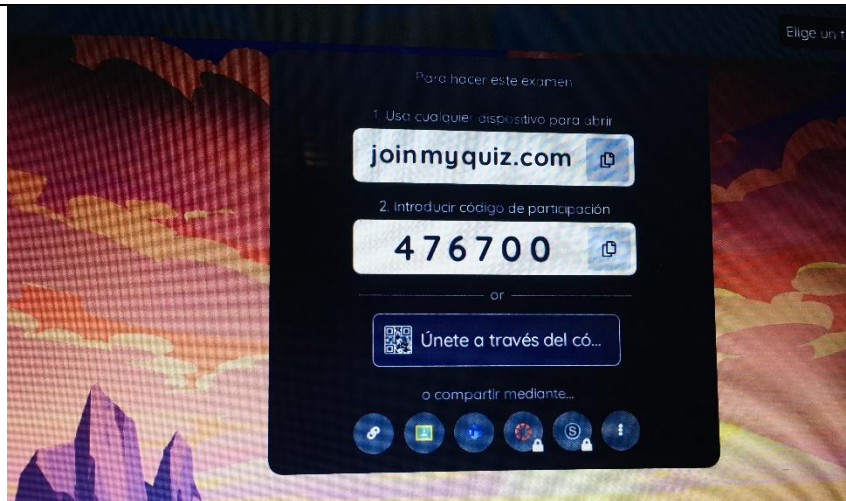 Elige un t
Para hacer este examen
1. Usa cualquier dispositivo para abrir
joinmyquiz.com
2. Introducir código de participación
476700
or
Únete a través del có...
o compartir mediante...
S